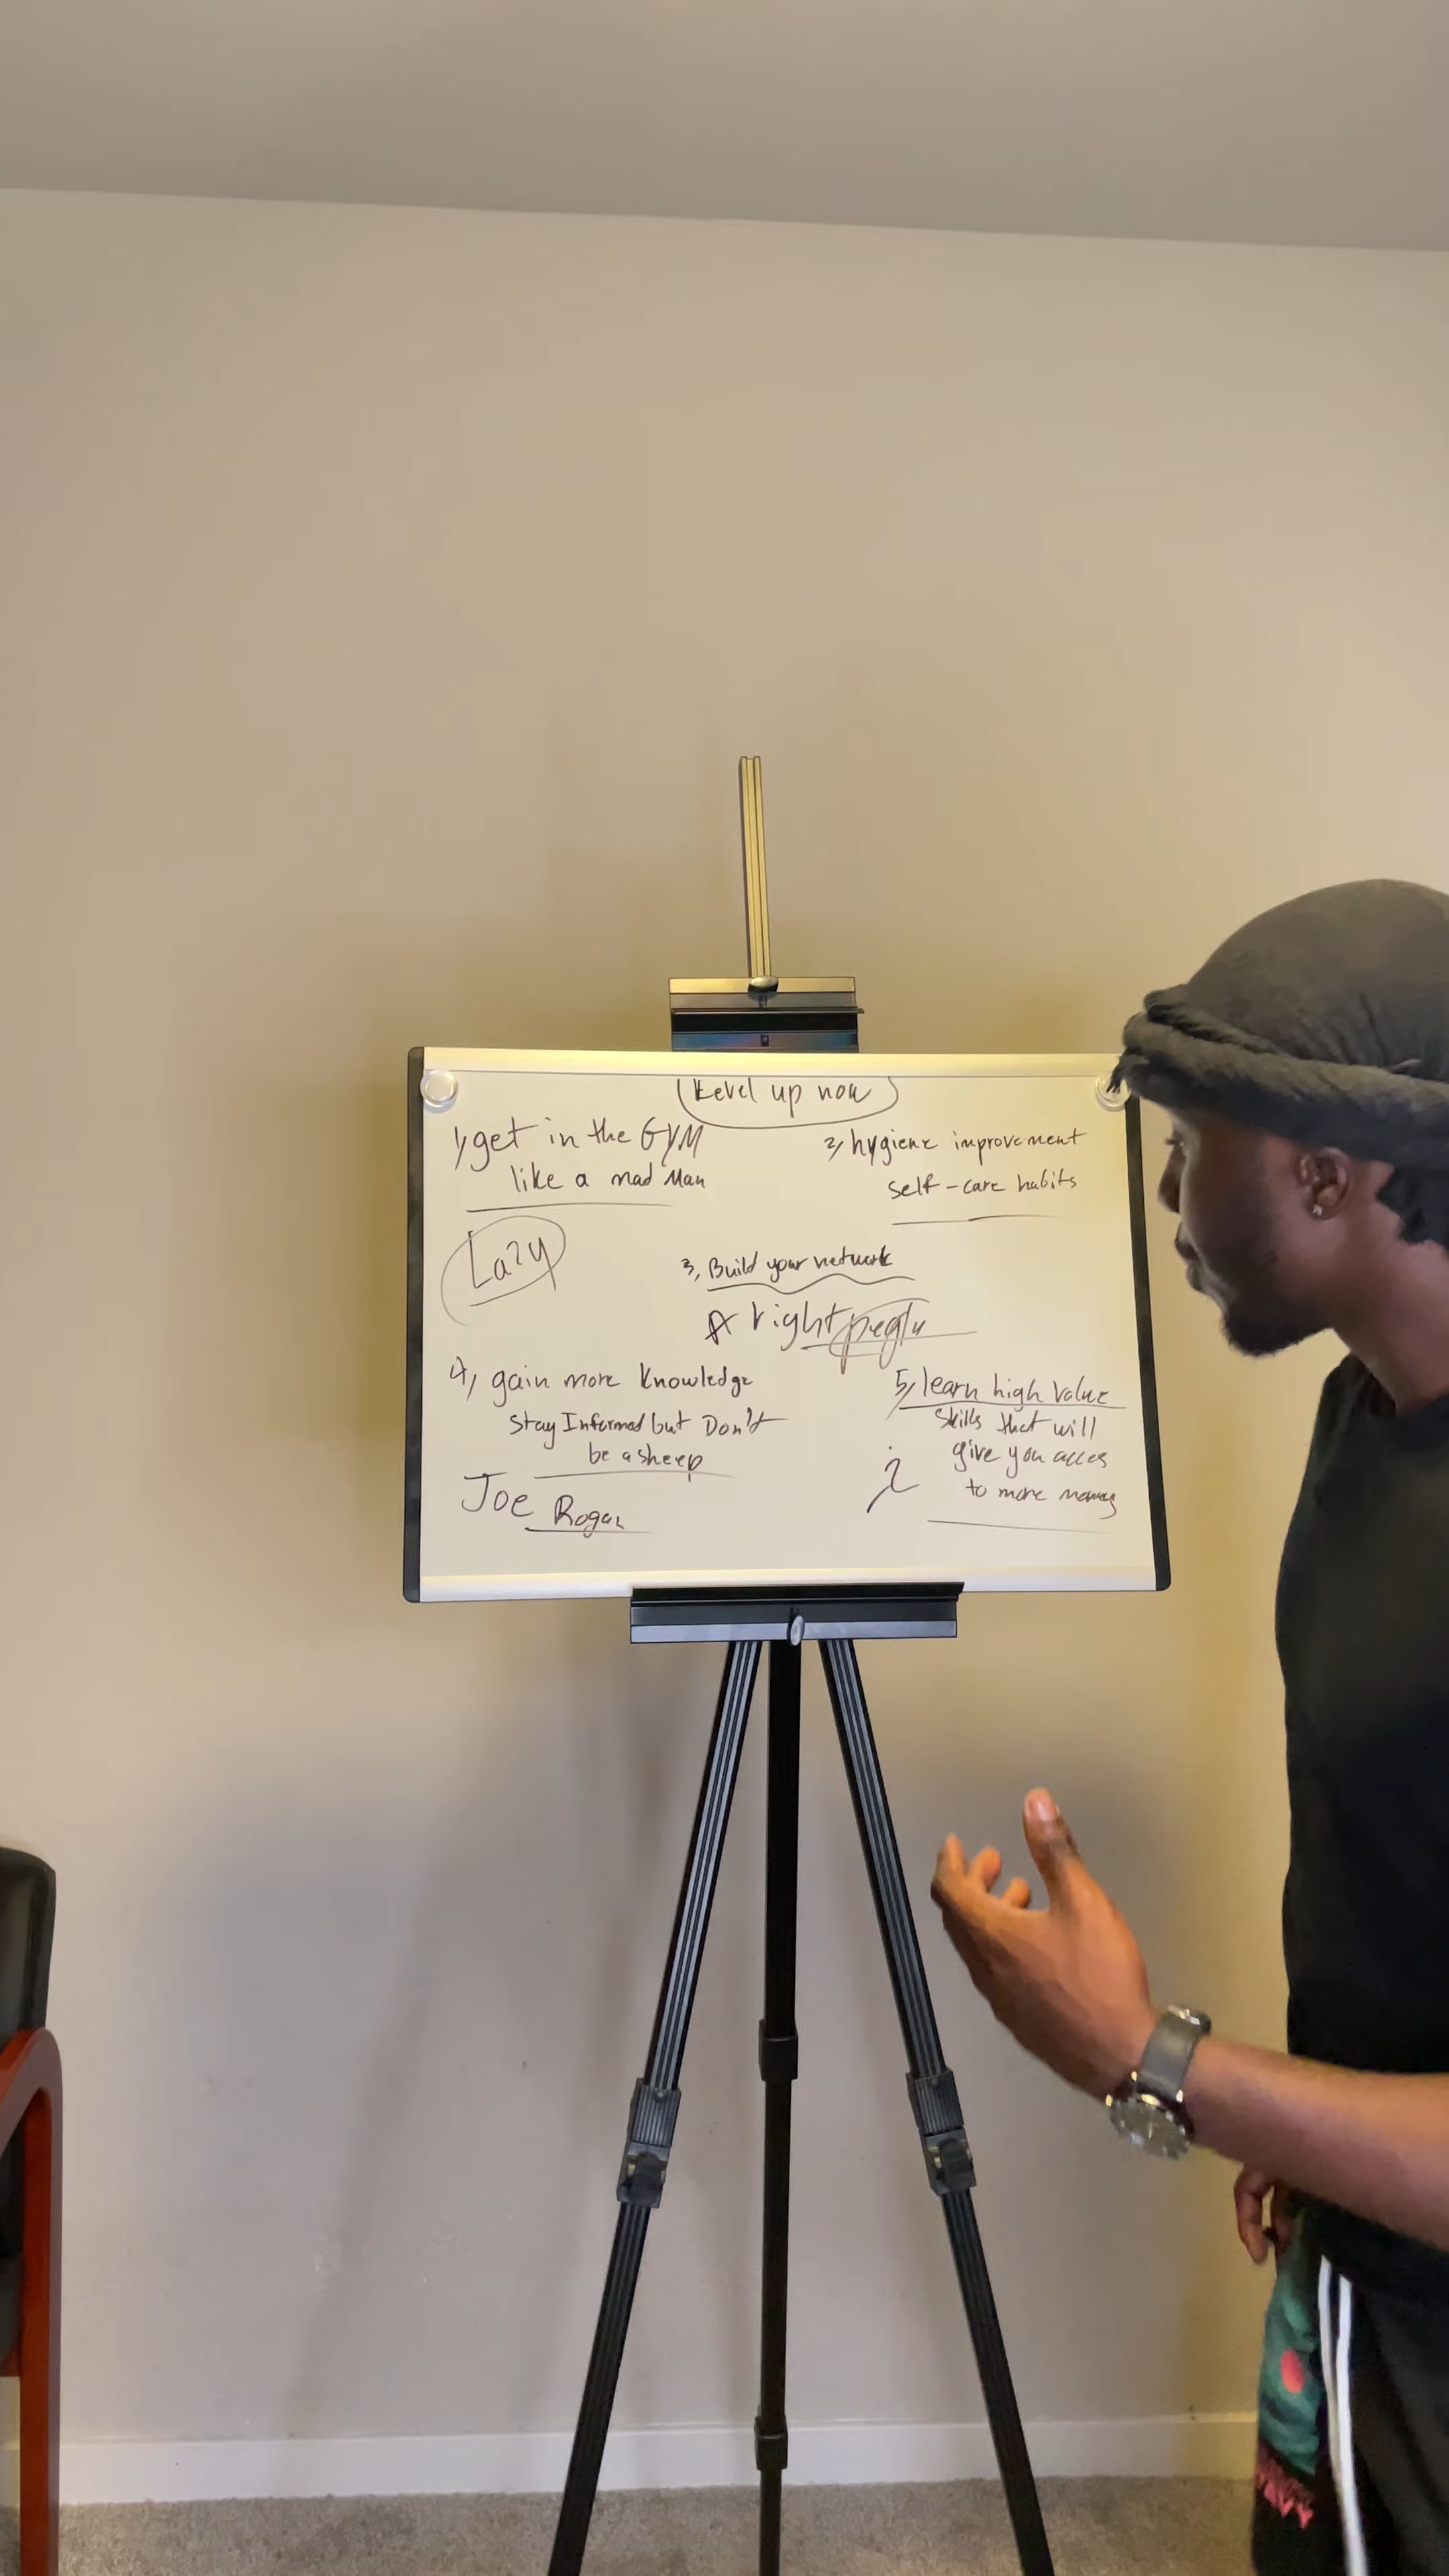 Level up now
1, get in the GYM
like a mad Man
Lazy
2, hygiene improvement
self-care habits
3, Build your network
right
4, gain more knowledge
Stay Informed but Don't
be a sheep
Joe Rogan
5, learn high value
skills that will
give you acces
to more money